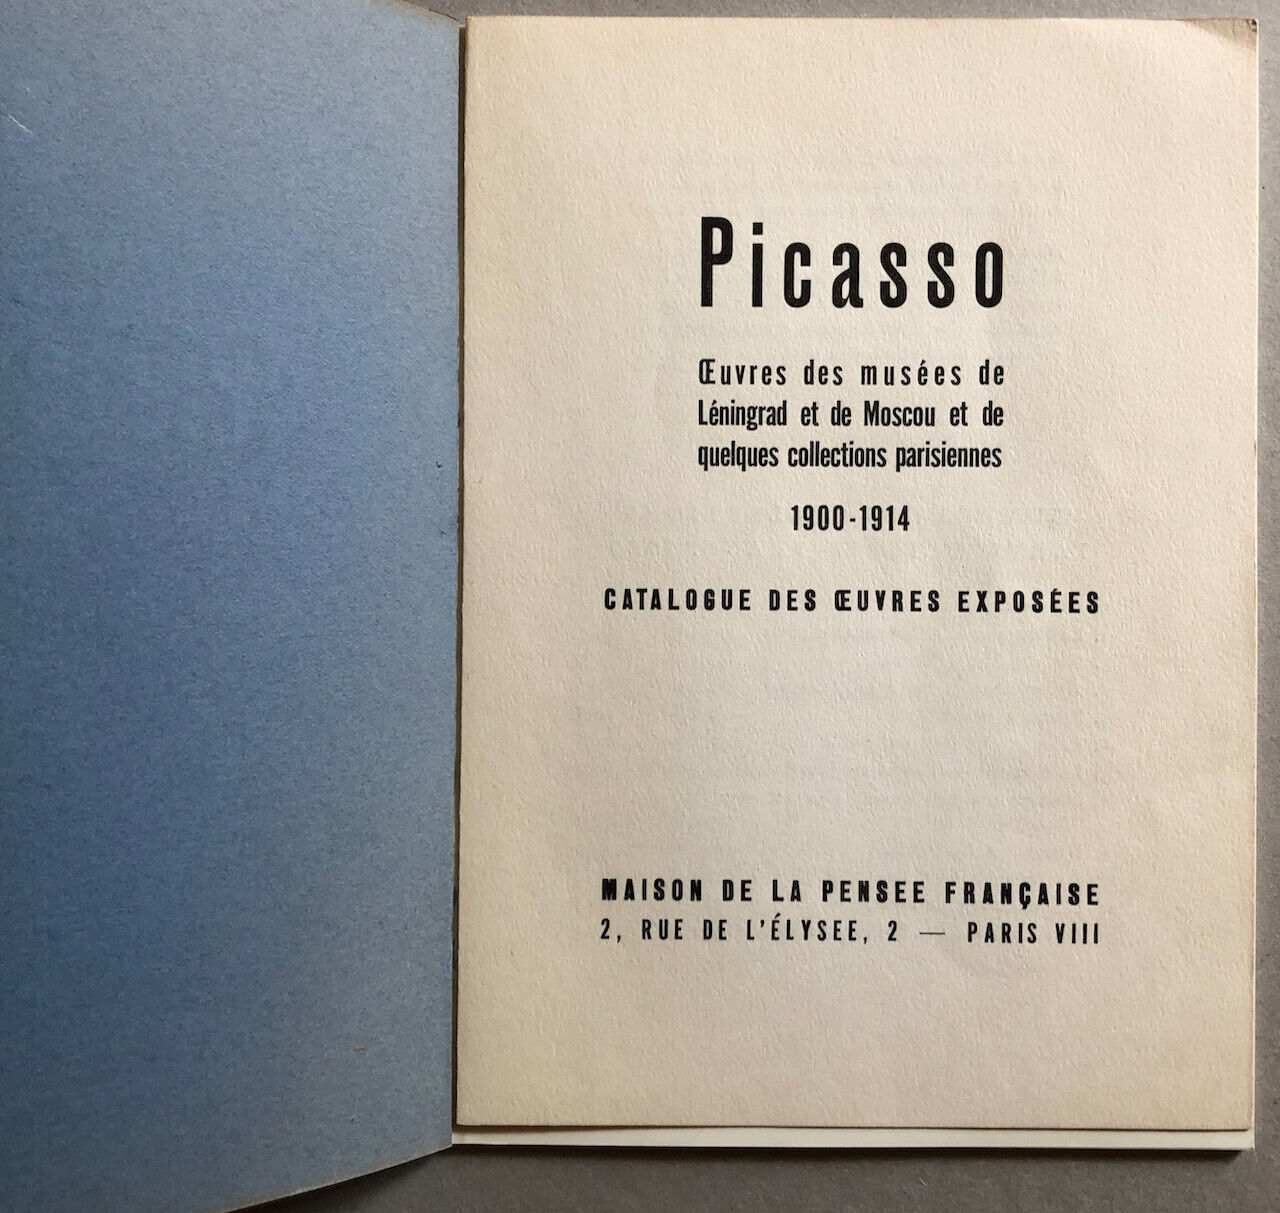 Picasso
Œuvres des musées de
Léningrad et de Moscou et de
quelques collections parisiennes
1900-1914
CATALOGUE DES ŒUVRES EXPOSÉES
MAISON DE LA PENSEE FRANÇAISE
2, RUE DE L'ÉLYSEE, 2 — PARIS VIII